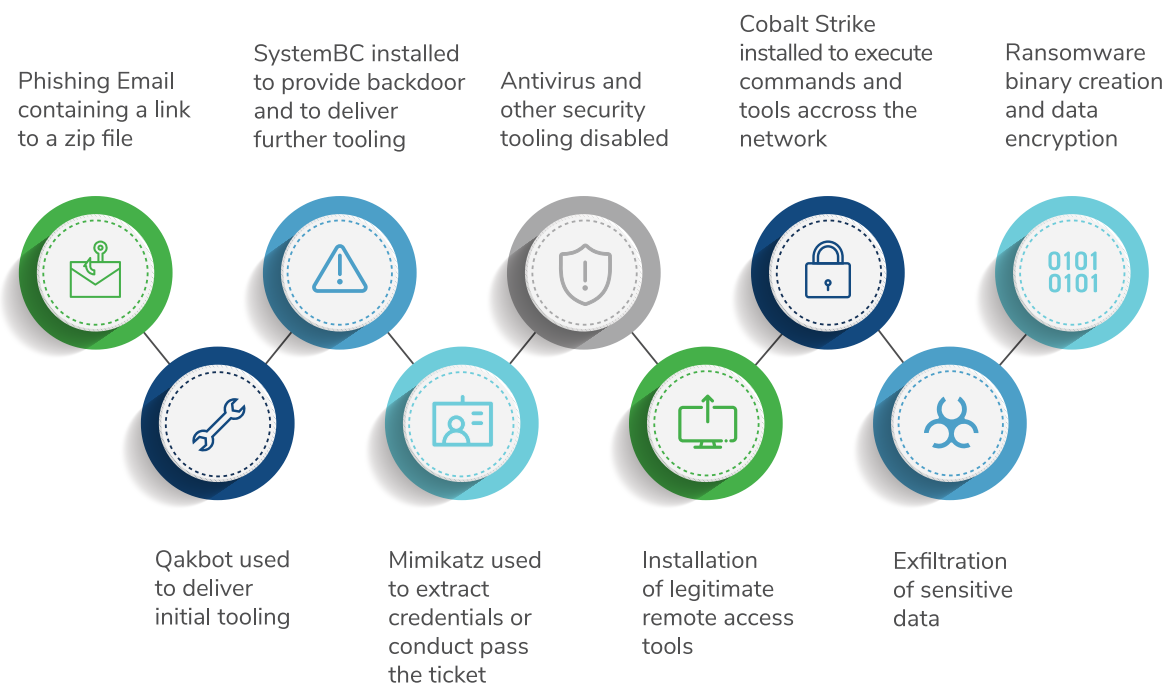 Phishing Email
containing a link
to a zip file
Qakbot used
to deliver
initial tooling
SystemBC installed
to provide backdoor
and to deliver
further tooling
Mimikatz used
to extract
credentials or
conduct pass
the ticket
Antivirus and
other security
tooling disabled
Installation
of legitimate
remote access
tools
Cobalt Strike
installed to execute
commands and
tools accross the
network
Exfiltration
of sensitive
data
Ransomware
binary creation
and data
encryption
0101
0101